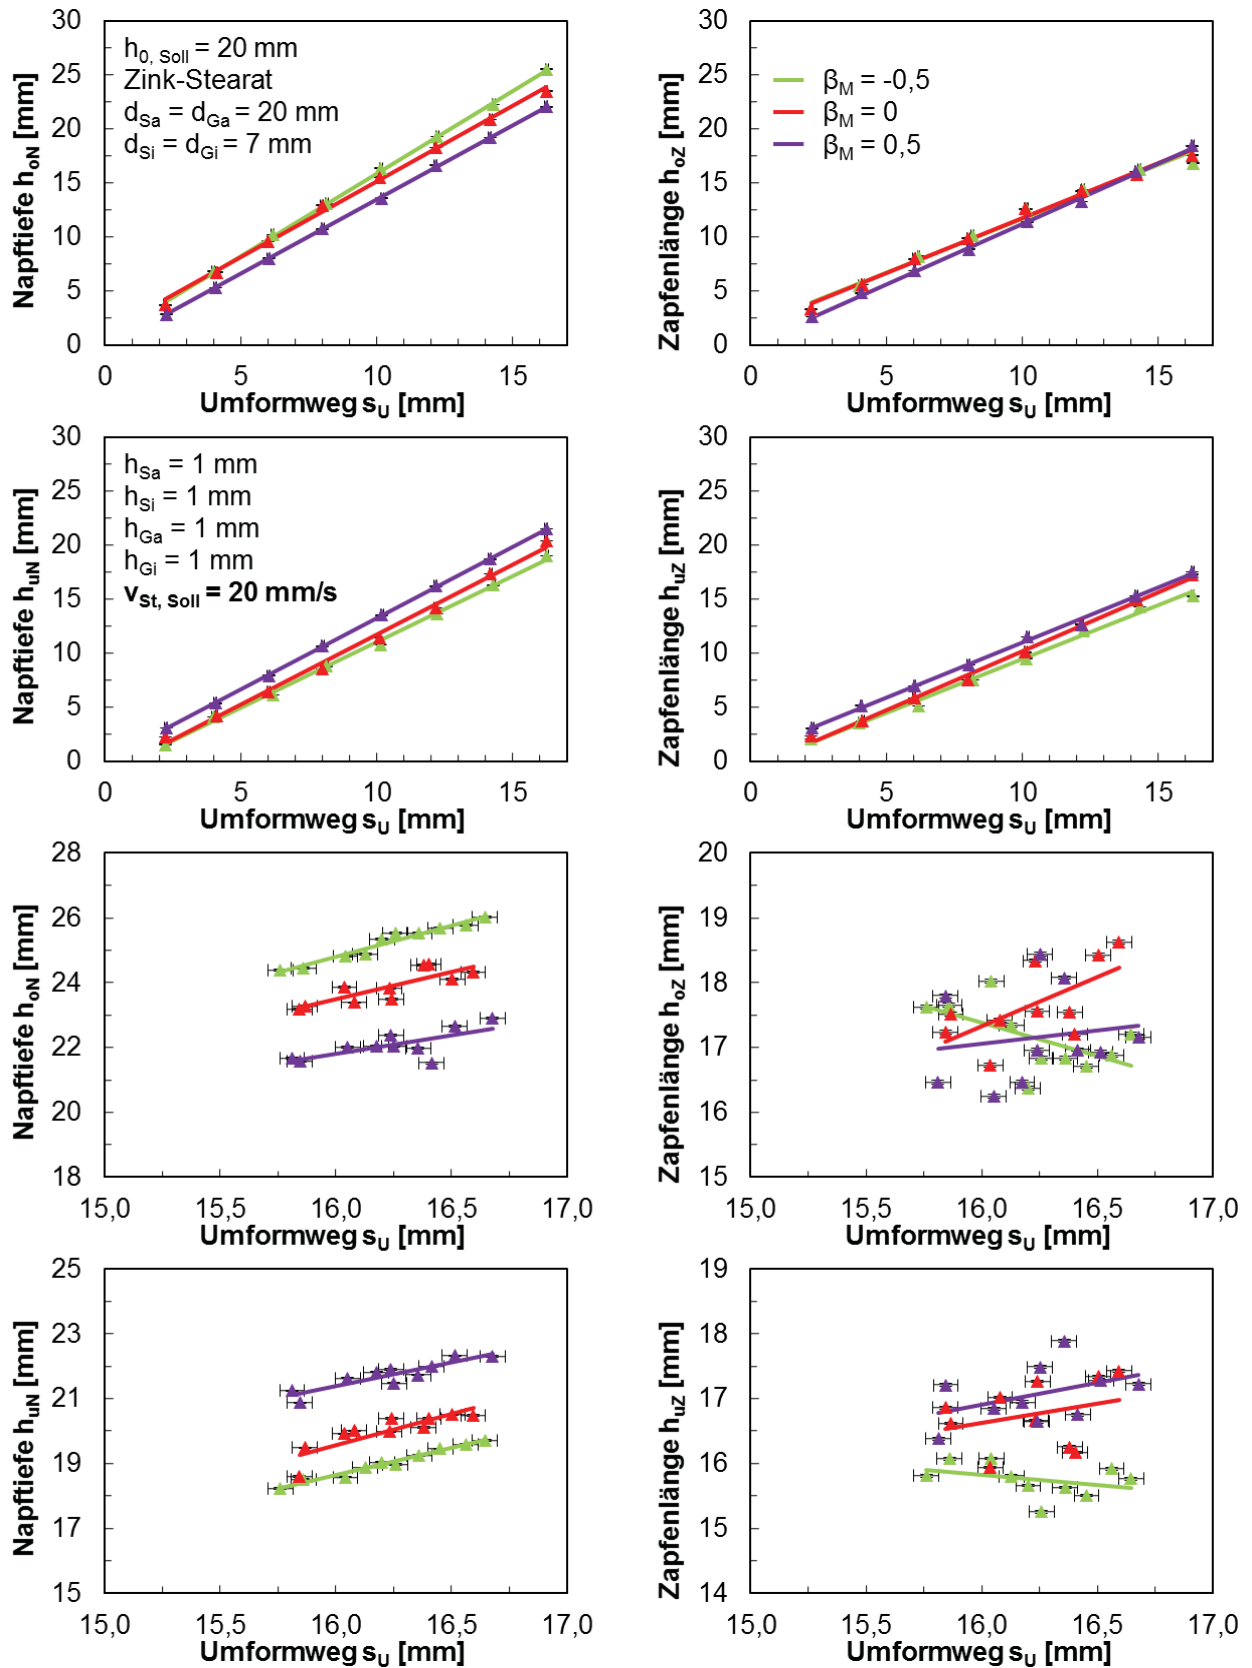 30
25
20
15
10
5
0
Napftiefe h_oN [mm]
h_0, Soll = 20 mm
Zink-Stearat
d_Sa = d_Ga = 20 mm
d_Si = d_Gi = 7 mm
0 5 10 15
Umformweg s_U [mm]
30
25
20
15
10
5
0
Zapfenlänge h_oZ [mm]
β_M = -0,5
β_M = 0
β_M = 0,5
0 5 10 15
Umformweg s_U [mm]
30
25
20
15
10
5
0
Napftiefe h_uN [mm]
h_Sa = 1 mm
h_Si = 1 mm
h_Ga = 1 mm
h_Gi = 1 mm
v_St, Soll = 20 mm/s
0 5 10 15
Umformweg s_U [mm]
30
25
20
15
10
5
0
Zapfenlänge h_uZ [mm]
0 5 10 15
Umformweg s_U [mm]
28
26
24
22
20
18
Napftiefe h_oN [mm]
15,0 15,5 16,0 16,5 17,0
Umformweg s_U [mm]
20
19
18
17
16
15
Zapfenlänge h_oZ [mm]
15,0 15,5 16,0 16,5 17,0
Umformweg s_U [mm]
25
23
21
19
17
15
Napftiefe h_uN [mm]
15,0 15,5 16,0 16,5 17,0
Umformweg s_U [mm]
19
18
17
16
15
14
Zapfenlänge h_uZ [mm]
15,0 15,5 16,0 16,5 17,0
Umformweg s_U [mm]